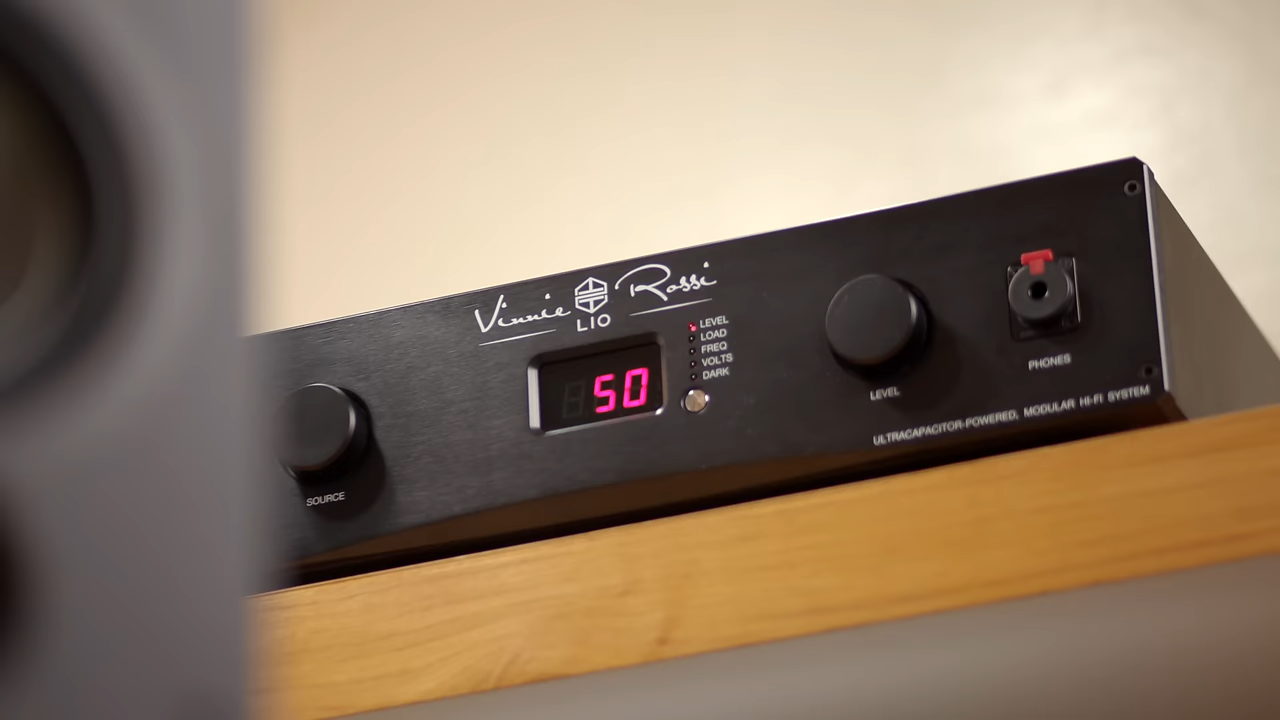 Vinnie Rossi
LIO
LEVEL
LOAD
FREQ
VOLTS
DARK
50
SOURCE
LEVEL
PHONES
ULTRACAPACITOR-POWERED, MODULAR HI-FI SYSTEM